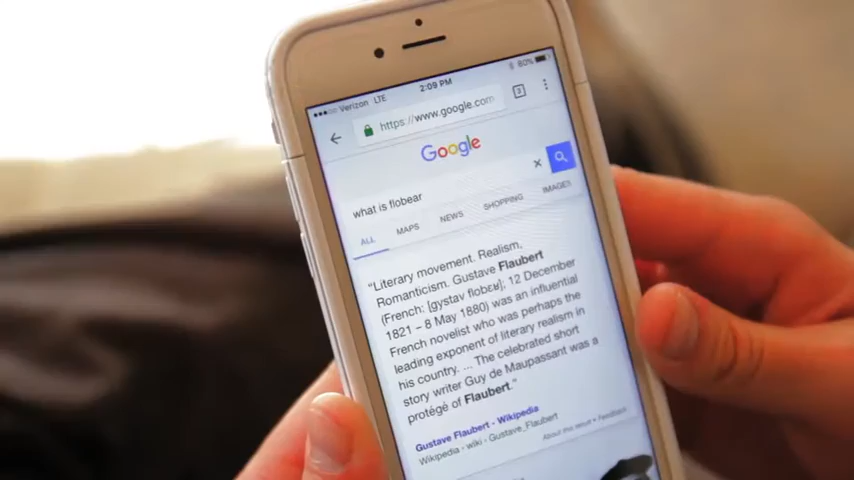 Verizon LTE 2:09 PM 80%
https://www.google.com 3
Google
what is flobear
ALL MAPS NEWS SHOPPING IMAGES
"Literary movement. Realism,
Romanticism. Gustave Flaubert
(French: [ɡystav flobɛʁ], 12 December
1821 – 8 May 1880) was an influential
French novelist who was perhaps the
leading exponent of literary realism in
his country. ... The celebrated short
story writer Guy de Maupassant was a
protégé of Flaubert."
Gustave Flaubert - Wikipedia
Wikipedia › wiki › Gustave_Flaubert
About this result • Feedback